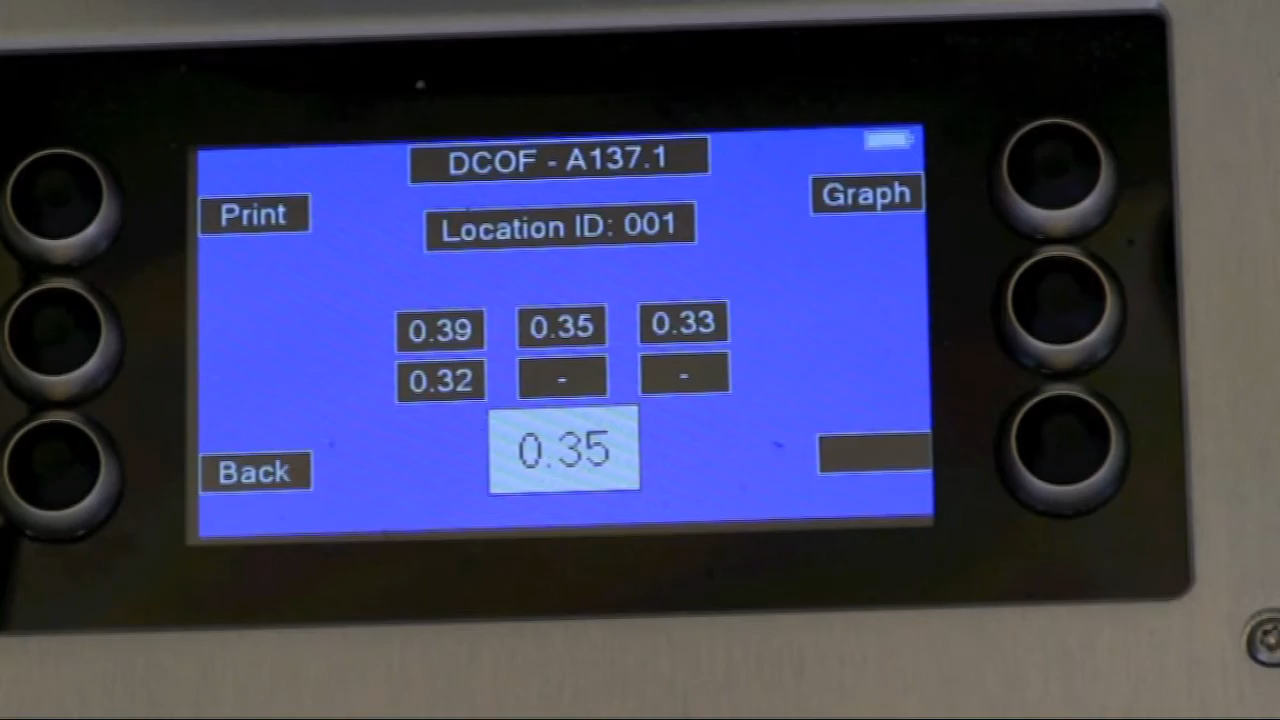 DCOF - A137.1
Print
Graph
Location ID: 001
0.39 0.35 0.33
0.32 - -
0.35
Back